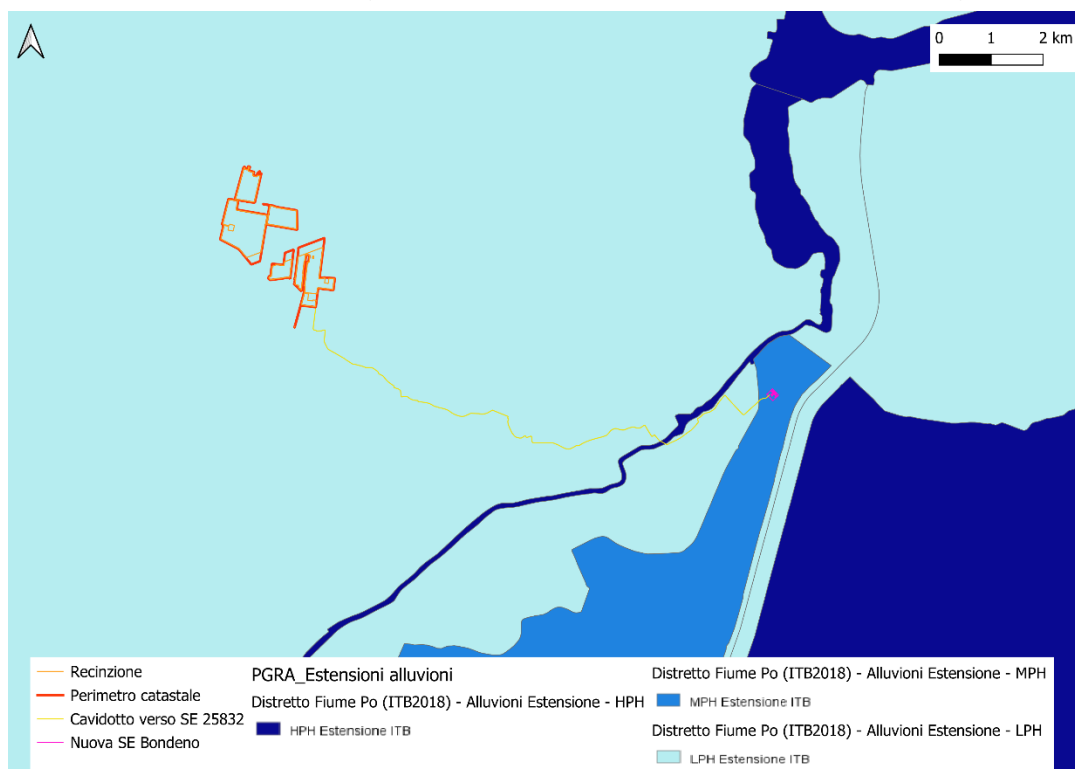 0 1 2 km
Recinzione
Perimetro catastale
Cavidotto verso SE 25832
Nuova SE Bondeno
PGRA_Estensioni alluvioni
Distretto Fiume Po (ITB2018) - Alluvioni Estensione - HPH
HPH Estensione ITB
Distretto Fiume Po (ITB2018) - Alluvioni Estensione - MPH
MPH Estensione ITB
Distretto Fiume Po (ITB2018) - Alluvioni Estensione - LPH
LPH Estensione ITB